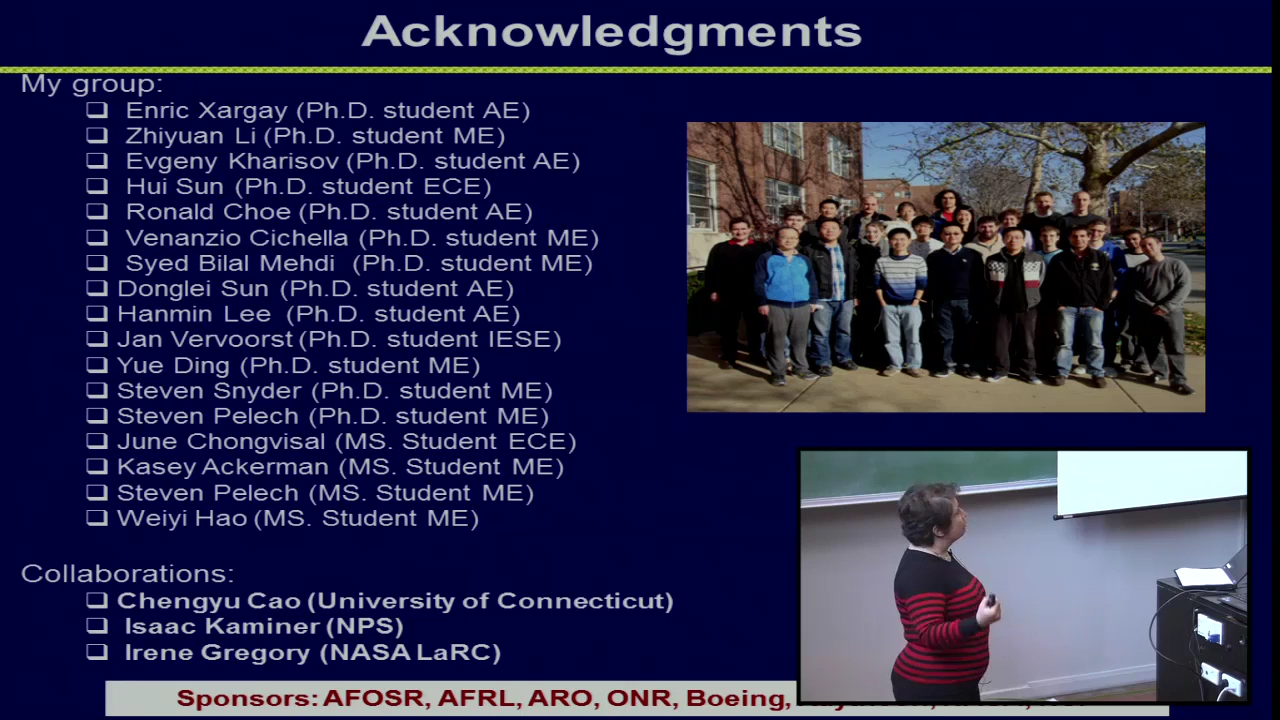 Acknowledgments
My group:
Enric Xargay (Ph.D. student AE)
Zhiyuan Li (Ph.D. student ME)
Evgeny Kharisov (Ph.D. student AE)
Hui Sun (Ph.D. student ECE)
Ronald Choe (Ph.D. student AE)
Venanzio Cichella (Ph.D. student ME)
Syed Bilal Mehdi (Ph.D. student ME)
Donglei Sun (Ph.D. student AE)
Hanmin Lee (Ph.D. student AE)
Jan Vervoorst (Ph.D. student IESE)
Yue Ding (Ph.D. student ME)
Steven Snyder (Ph.D. student ME)
Steven Pelech (Ph.D. student ME)
June Chongvisal (MS. Student ECE)
Kasey Ackerman (MS. Student ME)
Steven Pelech (MS. Student ME)
Weiyi Hao (MS. Student ME)
Collaborations:
Chengyu Cao (University of Connecticut)
Isaac Kaminer (NPS)
Irene Gregory (NASA LaRC)
Sponsors: AFOSR, AFRL, ARO, ONR, Boeing,